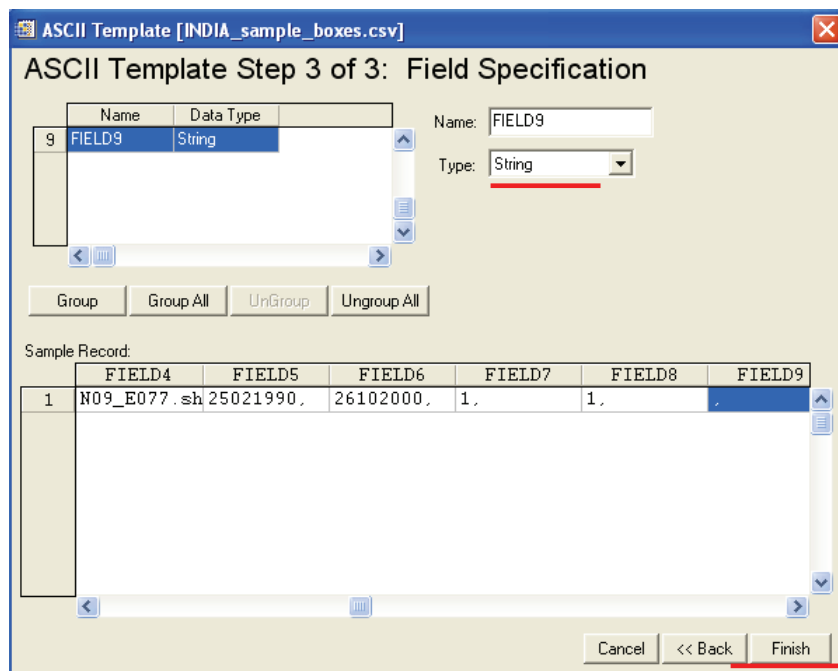 ASCII Template [INDIA_sample_boxes.csv]
ASCII Template Step 3 of 3: Field Specification
Name Data Type
9 FIELD9 String
Name: FIELD9
Type: String
Group Group All UnGroup Ungroup All
Sample Record:
FIELD4 FIELD5 FIELD6 FIELD7 FIELD8 FIELD9
1 N09_E077.sh 25021990, 26102000, 1, 1, ,
Cancel << Back Finish